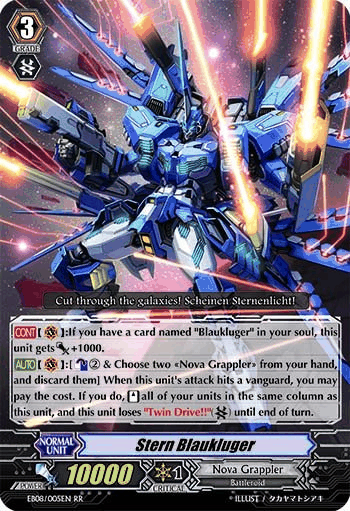 3
GRADE
Cut through the galaxies! Scheinen Sternenlicht!
CONT [ ]:If you have a card named "Blaukluger" in your soul, this
unit gets +1000.
AUTO [ ]:[ ② & Choose two «Nova Grappler» from your hand,
and discard them] When this unit's attack hits a vanguard, you may
pay the cost. If you do, all of your units in the same column as
this unit, and this unit loses "Twin Drive!!" until end of turn.
NORMAL
UNIT
Stern Blaukluger
POWER
10000
1
CRITICAL
Nova Grappler
Battleroid
EB08/005EN RR
ILLUST / タカヤマトシアキ